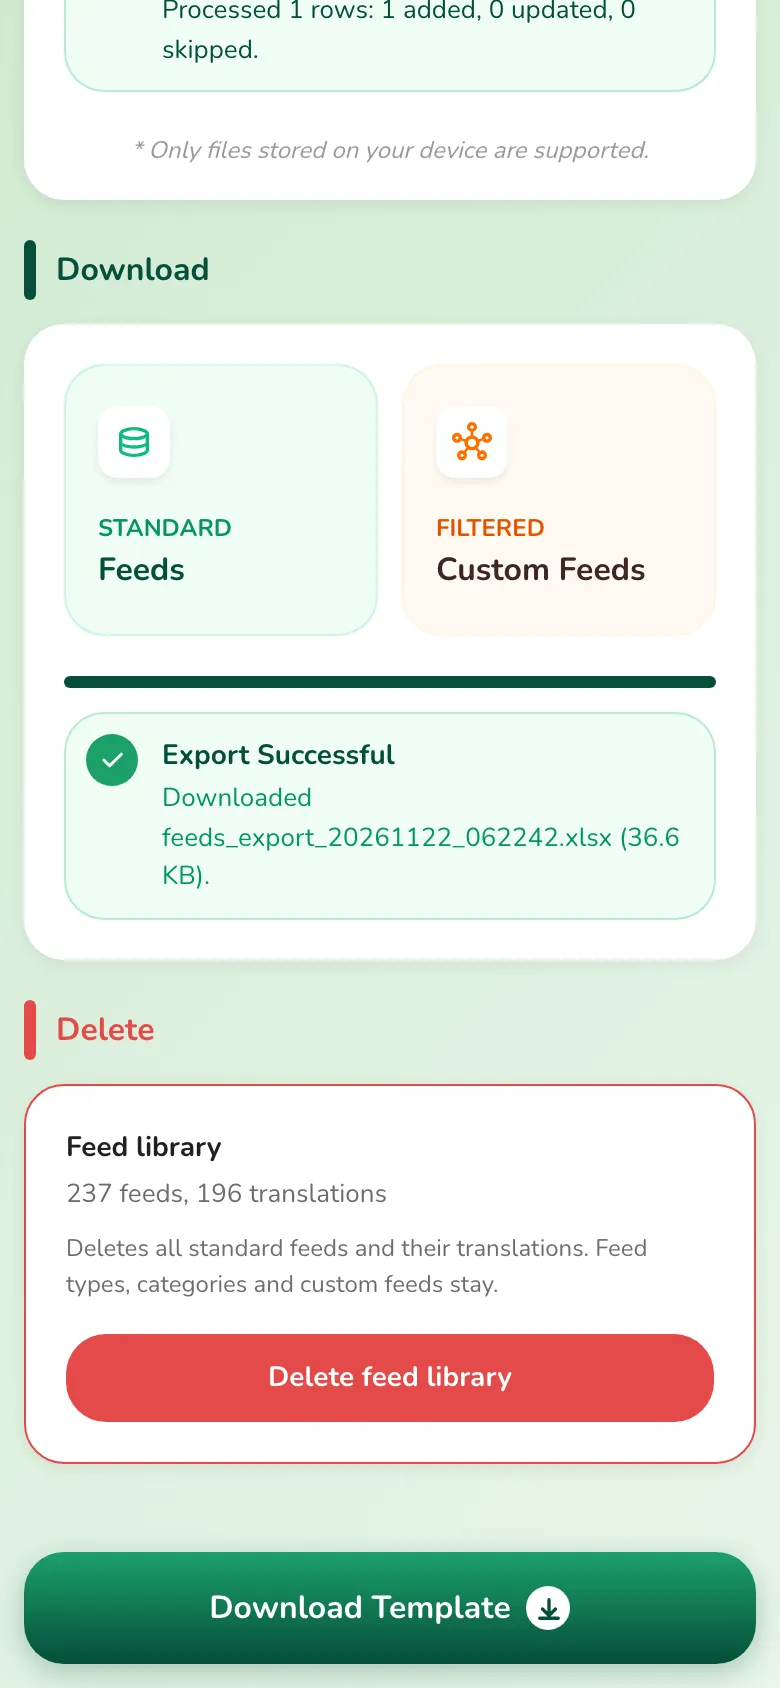 Processed 1 rows: 1 added, 0 updated, 0
skipped.
* Only files stored on your device are supported.
Download
STANDARD
Feeds
FILTERED
Custom Feeds
Export Successful
Downloaded
feeds_export_20261122_062242.xlsx (36.6
KB).
Delete
Feed library
237 feeds, 196 translations
Deletes all standard feeds and their translations. Feed
types, categories and custom feeds stay.
Delete feed library
Download Template